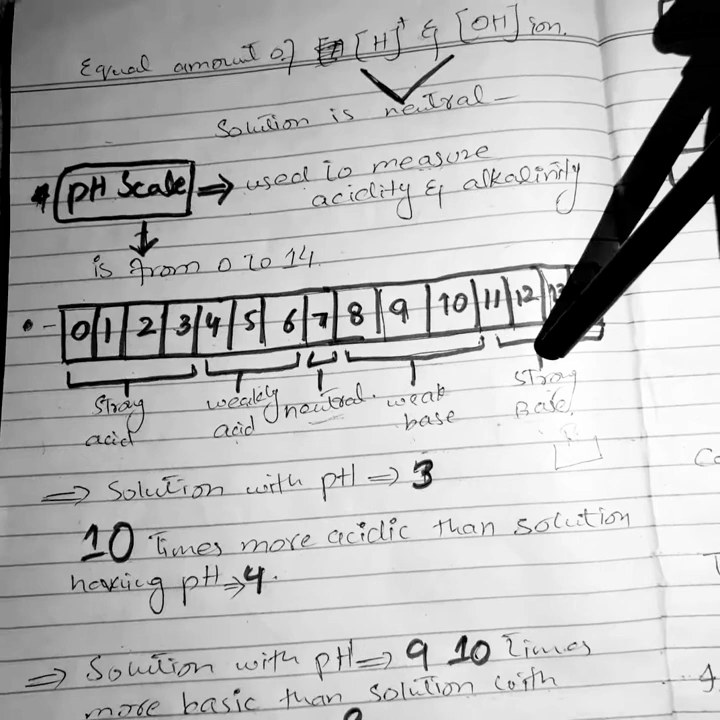 Equal amount of [H]⁺ & [OH] ion.
Solution is neutral –
* pH Scale ⇒ used to measure
acidity & alkalinity
↓
is from 0 to 14
• - 0 1 2 3 4 5 6 7 8 9 10 11 12 13
Strong acid
weakly acid
neutral.
weak base
Strong Base
⇒ Solution with pH ⇒ 3
10 Times more acidic than solution
having pH → 4.
⇒ Solution with pH ⇒ 9 10 Times
more basic than solution with